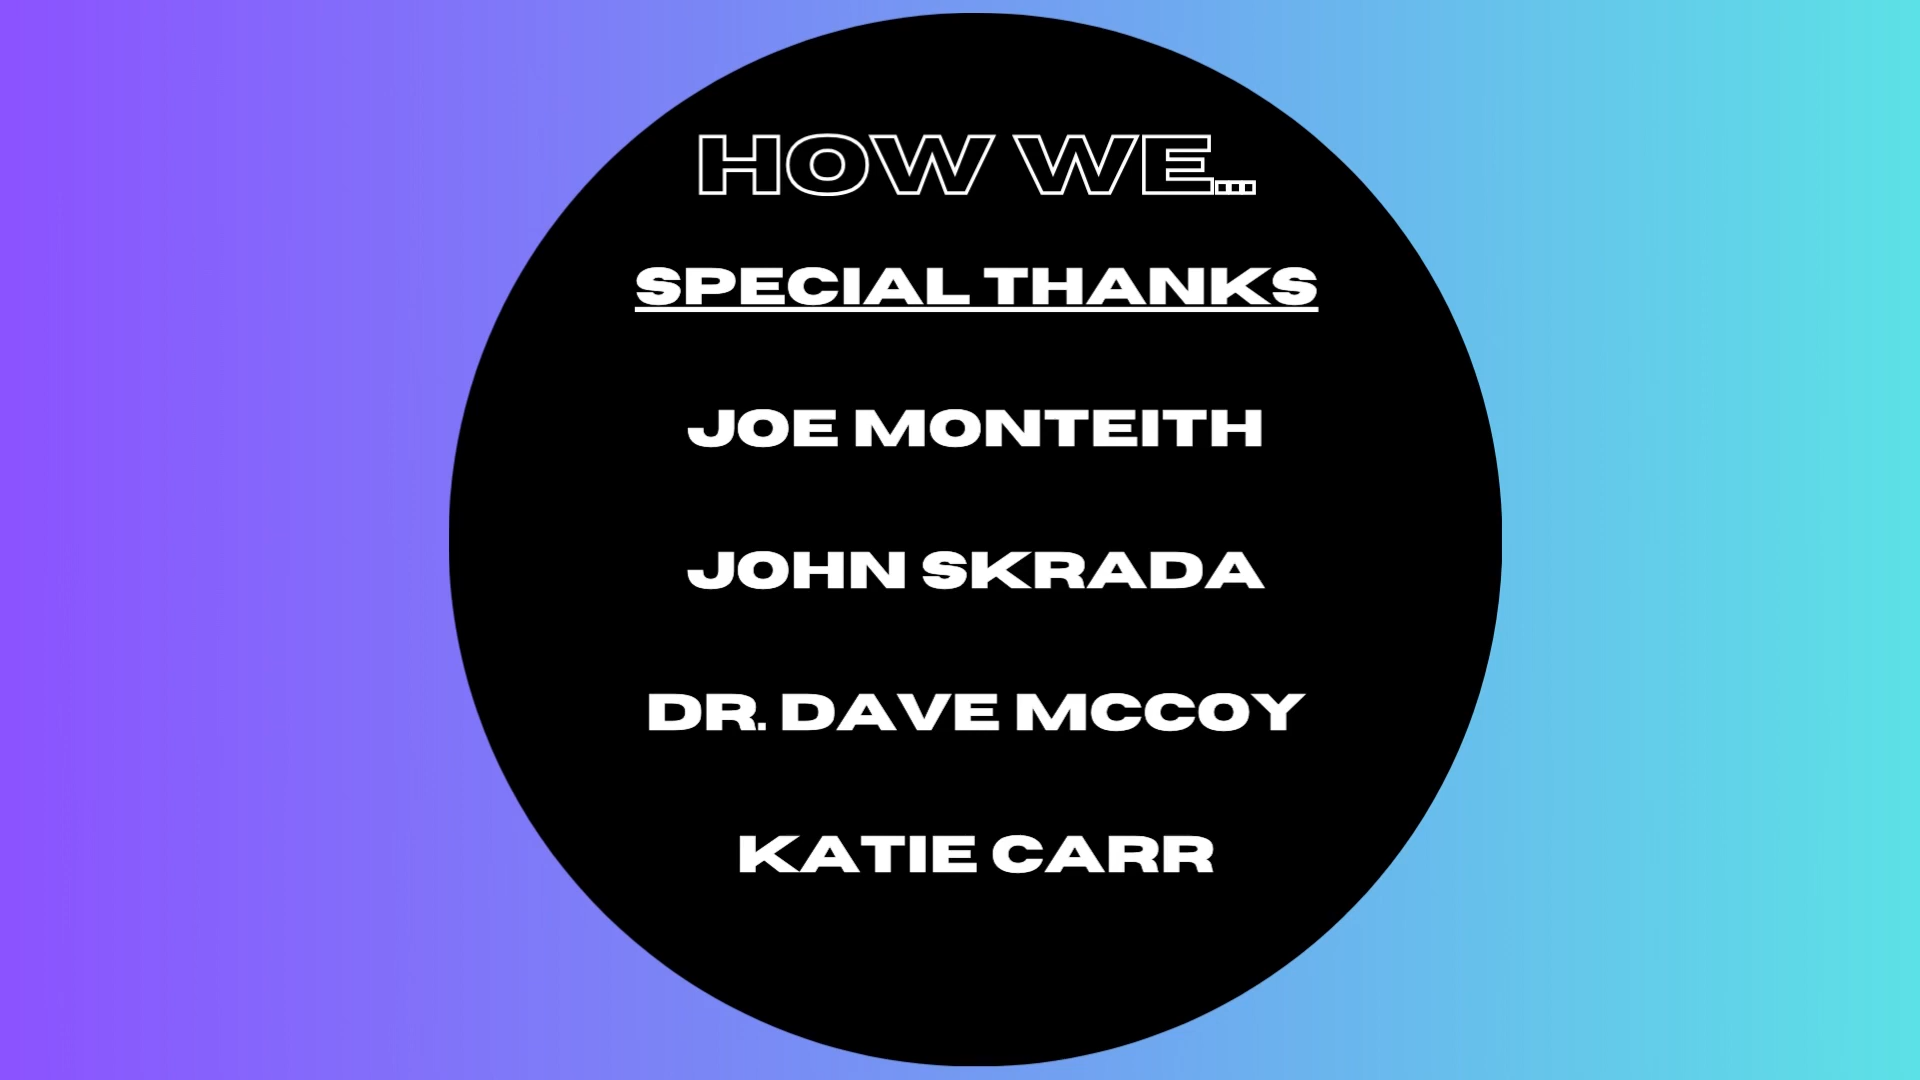 HOW WE...
SPECIAL THANKS
JOE MONTEITH
JOHN SKRADA
DR. DAVE MCCOY
KATIE CARR